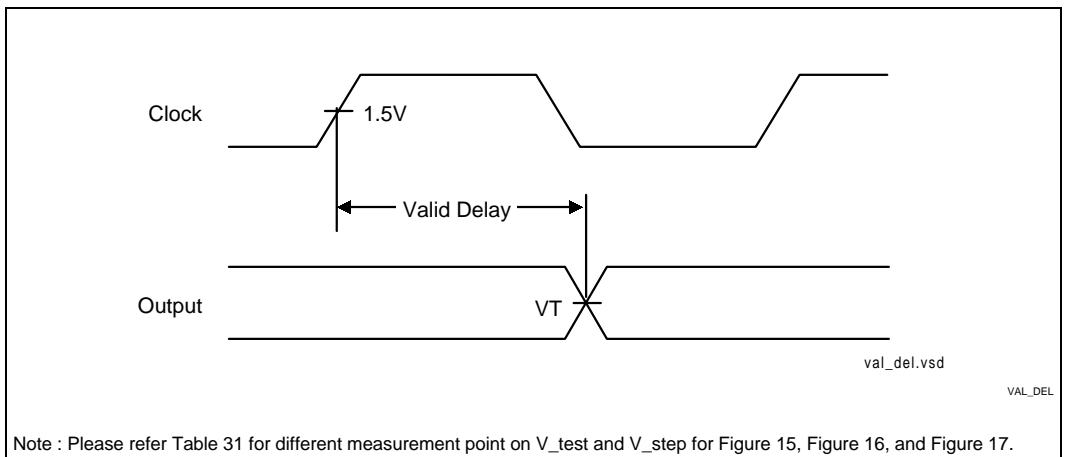 Clock
1.5V
Valid Delay
Output
VT
val_del.vsd
VAL_DEL
Note : Please refer Table 31 for different measurement point on V_test and V_step for Figure 15, Figure 16, and Figure 17.